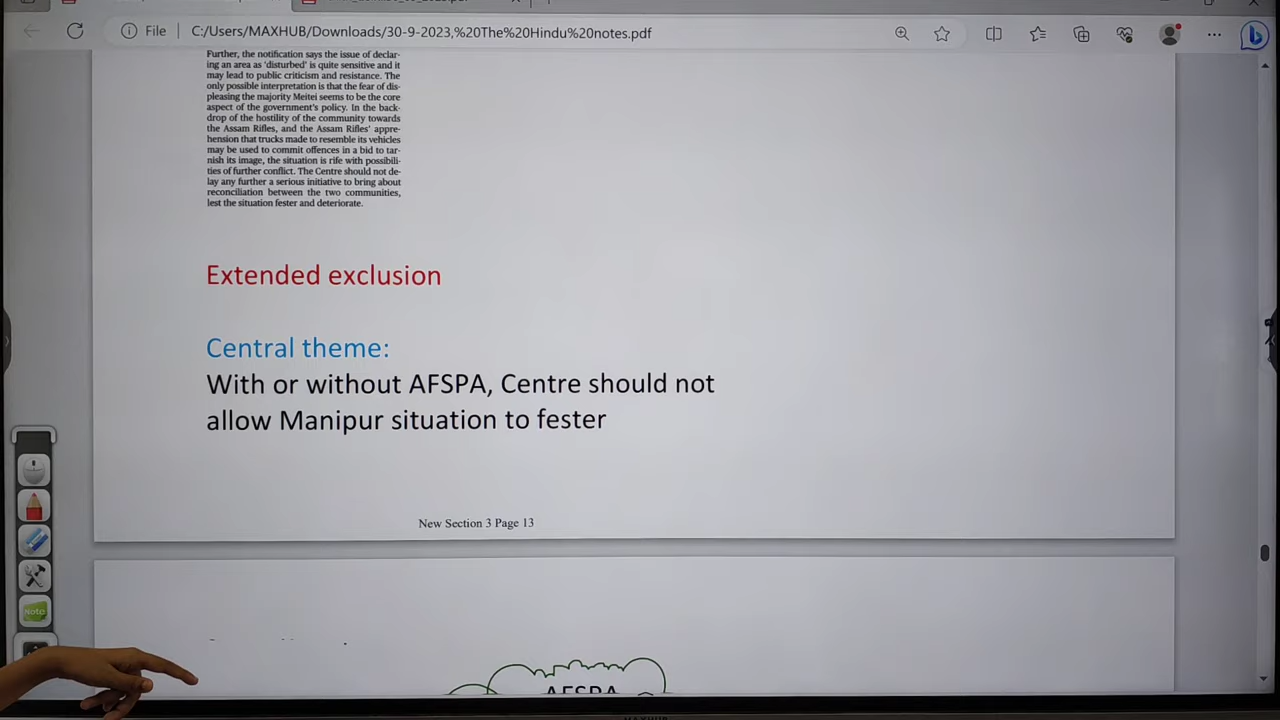 File
C:/Users/MAXHUB/Downloads/30-9-2023,%20The%20Hindu%20notes.pdf
Further, the notification says the issue of declar-
ing an area as 'disturbed' is quite sensitive and it
may lead to public criticism and resistance. The
only possible interpretation is that the fear of dis-
pleasing the majority Meitei seems to be the core
aspect of the government's policy. In the back-
drop of the hostility of the community towards
the Assam Rifles, and the Assam Rifles' appre-
hension that trucks made to resemble its vehicles
may be used to commit offences in a bid to tar-
nish its image, the situation is rife with possibili-
ties of further conflict. The Centre should not de-
lay any further a serious initiative to bring about
reconciliation between the two communities,
lest the situation fester and deteriorate.
Extended exclusion
Central theme:
With or without AFSPA, Centre should not
allow Manipur situation to fester
New Section 3 Page 13
Note
AFSPA
MAXHUB